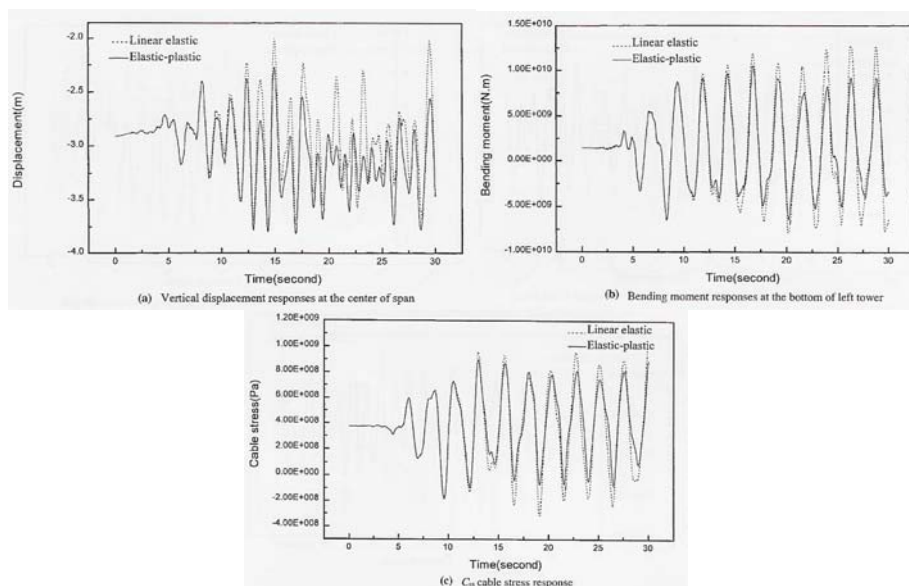 -2.0
Linear elastic
Elastic-plastic
-2.5
-3.0
-3.5
-4.0
Displacement(m)
0
5
10
15
20
25
30
Time(second)
(a) Vertical displacement responses at the center of span
1.50E+010
Linear elastic
Elastic-plastic
1.00E+010
5.00E+009
0.00E+000
-5.00E+009
-1.00E+010
Bending moment(N.m)
0
5
10
15
20
25
30
Time(second)
(b) Bending moment responses at the bottom of left tower
1.20E+009
Linear elastic
Elastic-plastic
1.00E+009
8.00E+008
6.00E+008
4.00E+008
2.00E+008
0.00E+000
-2.00E+008
-4.00E+008
Cable stress(Pa)
0
5
10
15
20
25
30
Time(second)
(c) cable stress response